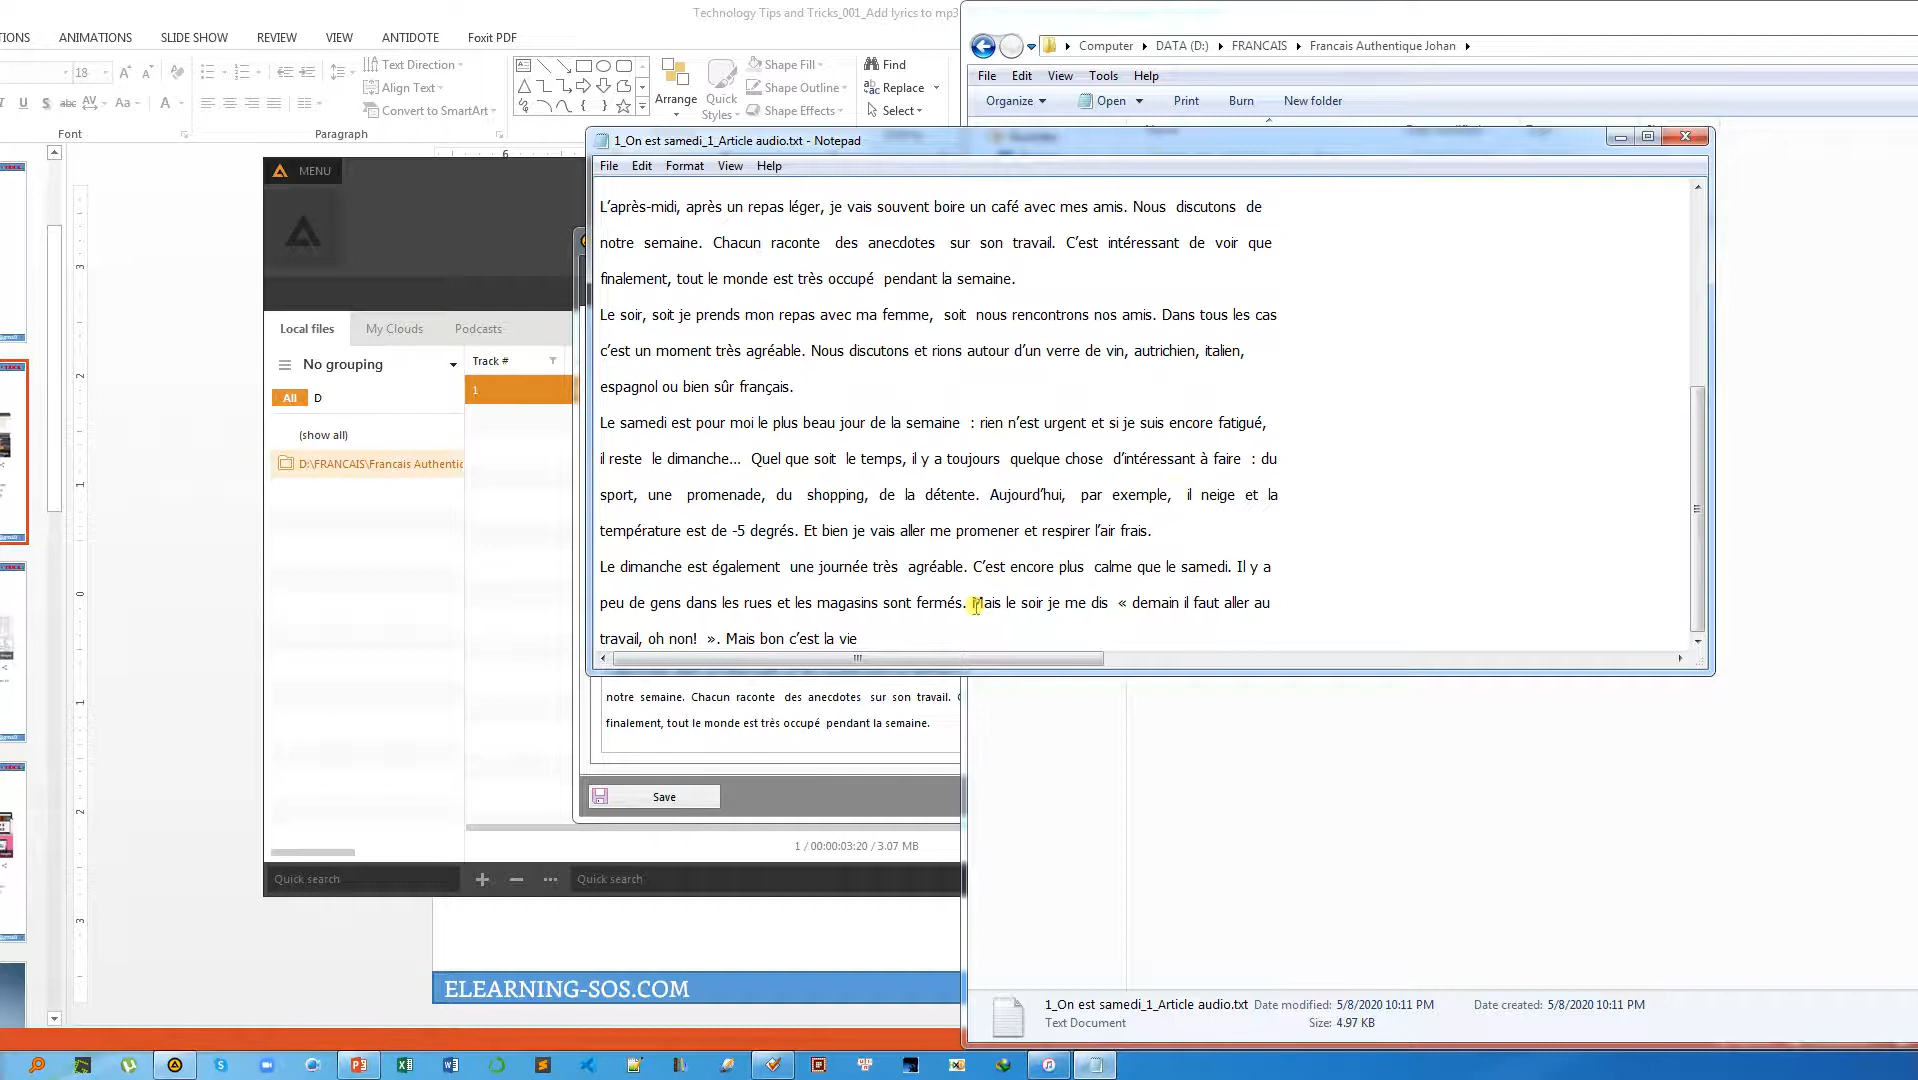 Technology Tips and Tricks_001_Add lyrics to mp3
IONS ANIMATIONS SLIDE SHOW REVIEW VIEW ANTIDOTE Foxit PDF
Computer DATA (D:) FRANCAIS Francais Authentique Johan
File Edit View Tools Help
18 Text Direction Shape Fill Find
Organize Open Print Burn New folder
I U S abc AV Aa A Align Text Arrange Quick Styles Shape Outline Replace
Convert to SmartArt Shape Effects Select
Font Paragraph
1_On est samedi_1_Article audio.txt - Notepad
File Edit Format View Help
L’après-midi, après un repas léger, je vais souvent boire un café avec mes amis. Nous discutons de
notre semaine. Chacun raconte des anecdotes sur son travail. C’est intéressant de voir que
finalement, tout le monde est très occupé pendant la semaine.
Le soir, soit je prends mon repas avec ma femme, soit nous rencontrons nos amis. Dans tous les cas
c’est un moment très agréable. Nous discutons et rions autour d’un verre de vin, autrichien, italien,
espagnol ou bien sûr français.
Le samedi est pour moi le plus beau jour de la semaine : rien n’est urgent et si je suis encore fatigué,
il reste le dimanche... Quel que soit le temps, il y a toujours quelque chose d’intéressant à faire : du
sport, une promenade, du shopping, de la détente. Aujourd’hui, par exemple, il neige et la
température est de -5 degrés. Et bien je vais aller me promener et respirer l’air frais.
Le dimanche est également une journée très agréable. C’est encore plus calme que le samedi. Il y a
peu de gens dans les rues et les magasins sont fermés. Mais le soir je me dis « demain il faut aller au
travail, oh non! ». Mais bon c’est la vie
MENU
Local files My Clouds Podcasts
No grouping
All D
(show all)
D:\FRANCAIS\Francais Authentic
Track #
1
notre semaine. Chacun raconte des anecdotes sur son travail. C
finalement, tout le monde est très occupé pendant la semaine.
Save
1 / 00:00:03:20 / 3.07 MB
Quick search + − ... Quick search
6
3
2
1
0
1
2
3
ELEARNING-SOS.COM
1_On est samedi_1_Article audio.txt Date modified: 5/8/2020 10:11 PM Date created: 5/8/2020 10:11 PM
Text Document Size: 4.97 KB